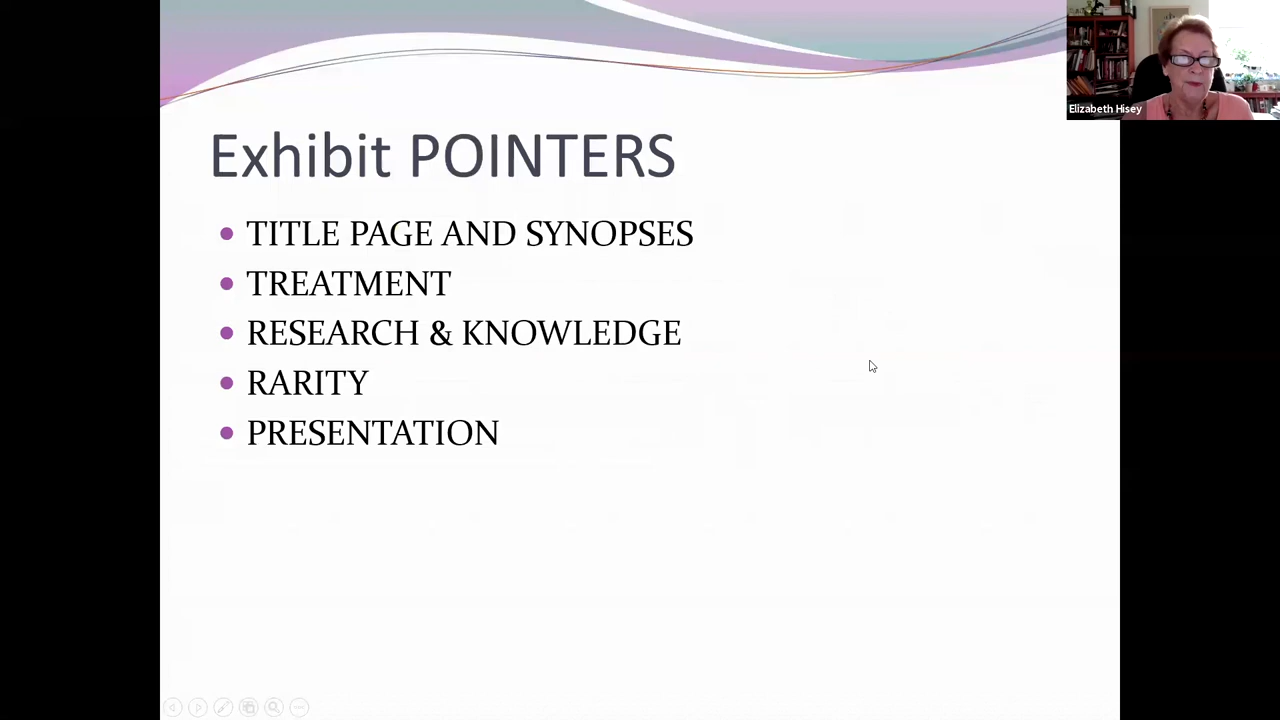 Exhibit POINTERS
TITLE PAGE AND SYNOPSES
TREATMENT
RESEARCH & KNOWLEDGE
RARITY
PRESENTATION
Elizabeth Hisey